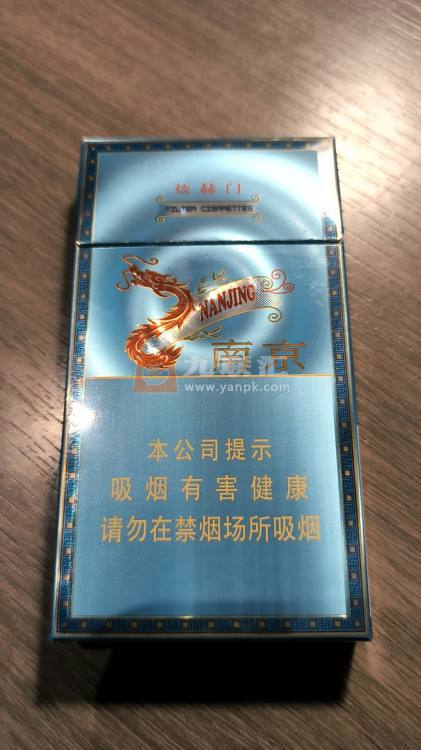 炫赫门
FILTER CIGARETTES
NANJING
南京
www.yanpk.com
本公司提示
吸烟有害健康
请勿在禁烟场所吸烟